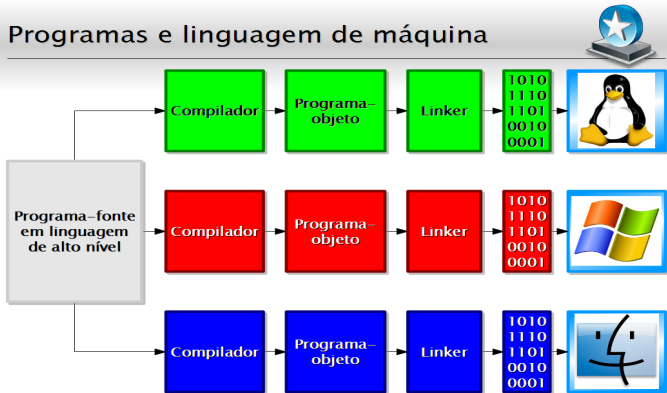 Programas e linguagem de máquina
Compilador
Programa-
objeto
Linker
1010
1110
1101
0010
0001
Programa-fonte
em linguagem
de alto nível
Compilador
Programa-
objeto
Linker
1010
1110
1101
0010
0001
Compilador
Programa-
objeto
Linker
1010
1110
1101
0010
0001